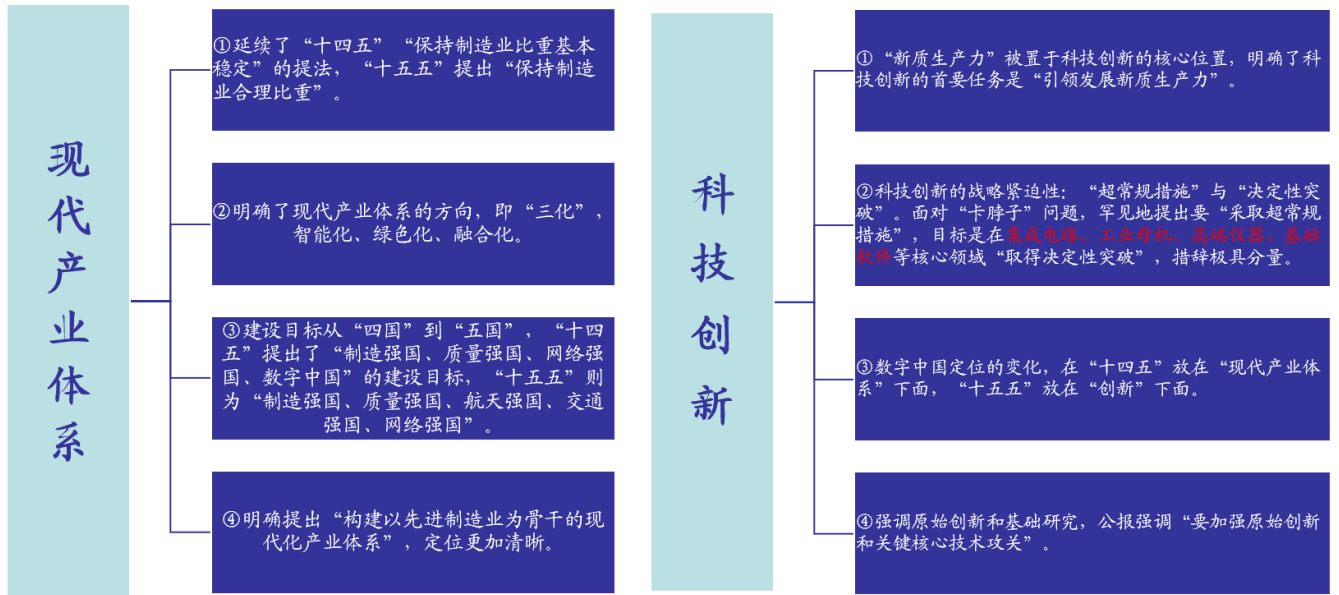 现代产业体系
①延续了“十四五”“保持制造业比重基本
稳定”的提法，“十五五”提出“保持制造
业合理比重”。
②明确了现代产业体系的方向，即“三化”，
智能化、绿色化、融合化。
③建设目标从“四国”到“五国”，“十四
五”提出了“制造强国、质量强国、网络强
国、数字中国”的建设目标，“十五五”则
为“制造强国、质量强国、航天强国、交通
强国、网络强国”。
④明确提出“构建以先进制造业为骨干的现
代化产业体系”，定位更加清晰。
科技创新
①“新质生产力”被置于科技创新的核心位置，明确了科
技创新的首要任务是“引领发展新质生产力”。
②科技创新的战略紧迫性：“超常规措施”与“决定性突
破”。面对“卡脖子”问题，罕见地提出要“采取超常规
措施”，目标是在集成电路、工业母机、高端仪器、基础
软件等核心领域“取得决定性突破”，措辞极具分量。
③数字中国定位的变化，在“十四五”放在“现代产业体
系”下面，“十五五”放在“创新”下面。
④强调原始创新和基础研究，公报强调“要加强原始创新
和关键核心技术攻关”。